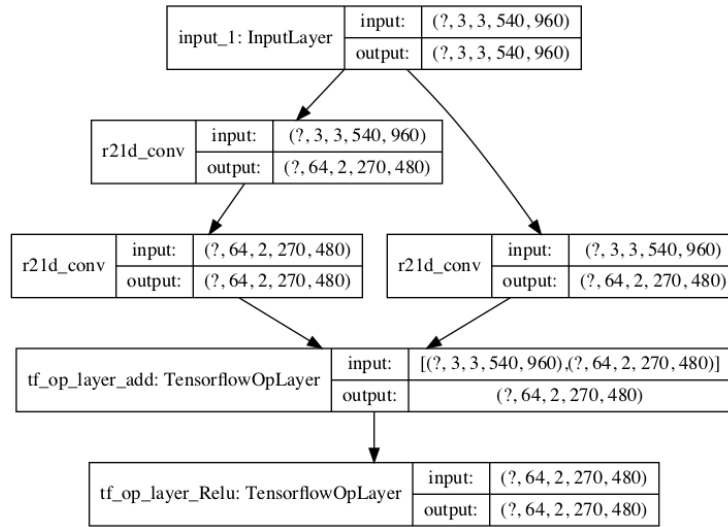 input_1: InputLayer
input: (?, 3, 3, 540, 960)
output: (?, 3, 3, 540, 960)
r21d_conv
input: (?, 3, 3, 540, 960)
output: (?, 64, 2, 270, 480)
r21d_conv
input: (?, 64, 2, 270, 480)
output: (?, 64, 2, 270, 480)
r21d_conv
input: (?, 3, 3, 540, 960)
output: (?, 64, 2, 270, 480)
tf_op_layer_add: TensorflowOpLayer
input: [(?, 3, 3, 540, 960),(?, 64, 2, 270, 480)]
output: (?, 64, 2, 270, 480)
tf_op_layer_Relu: TensorflowOpLayer
input: (?, 64, 2, 270, 480)
output: (?, 64, 2, 270, 480)